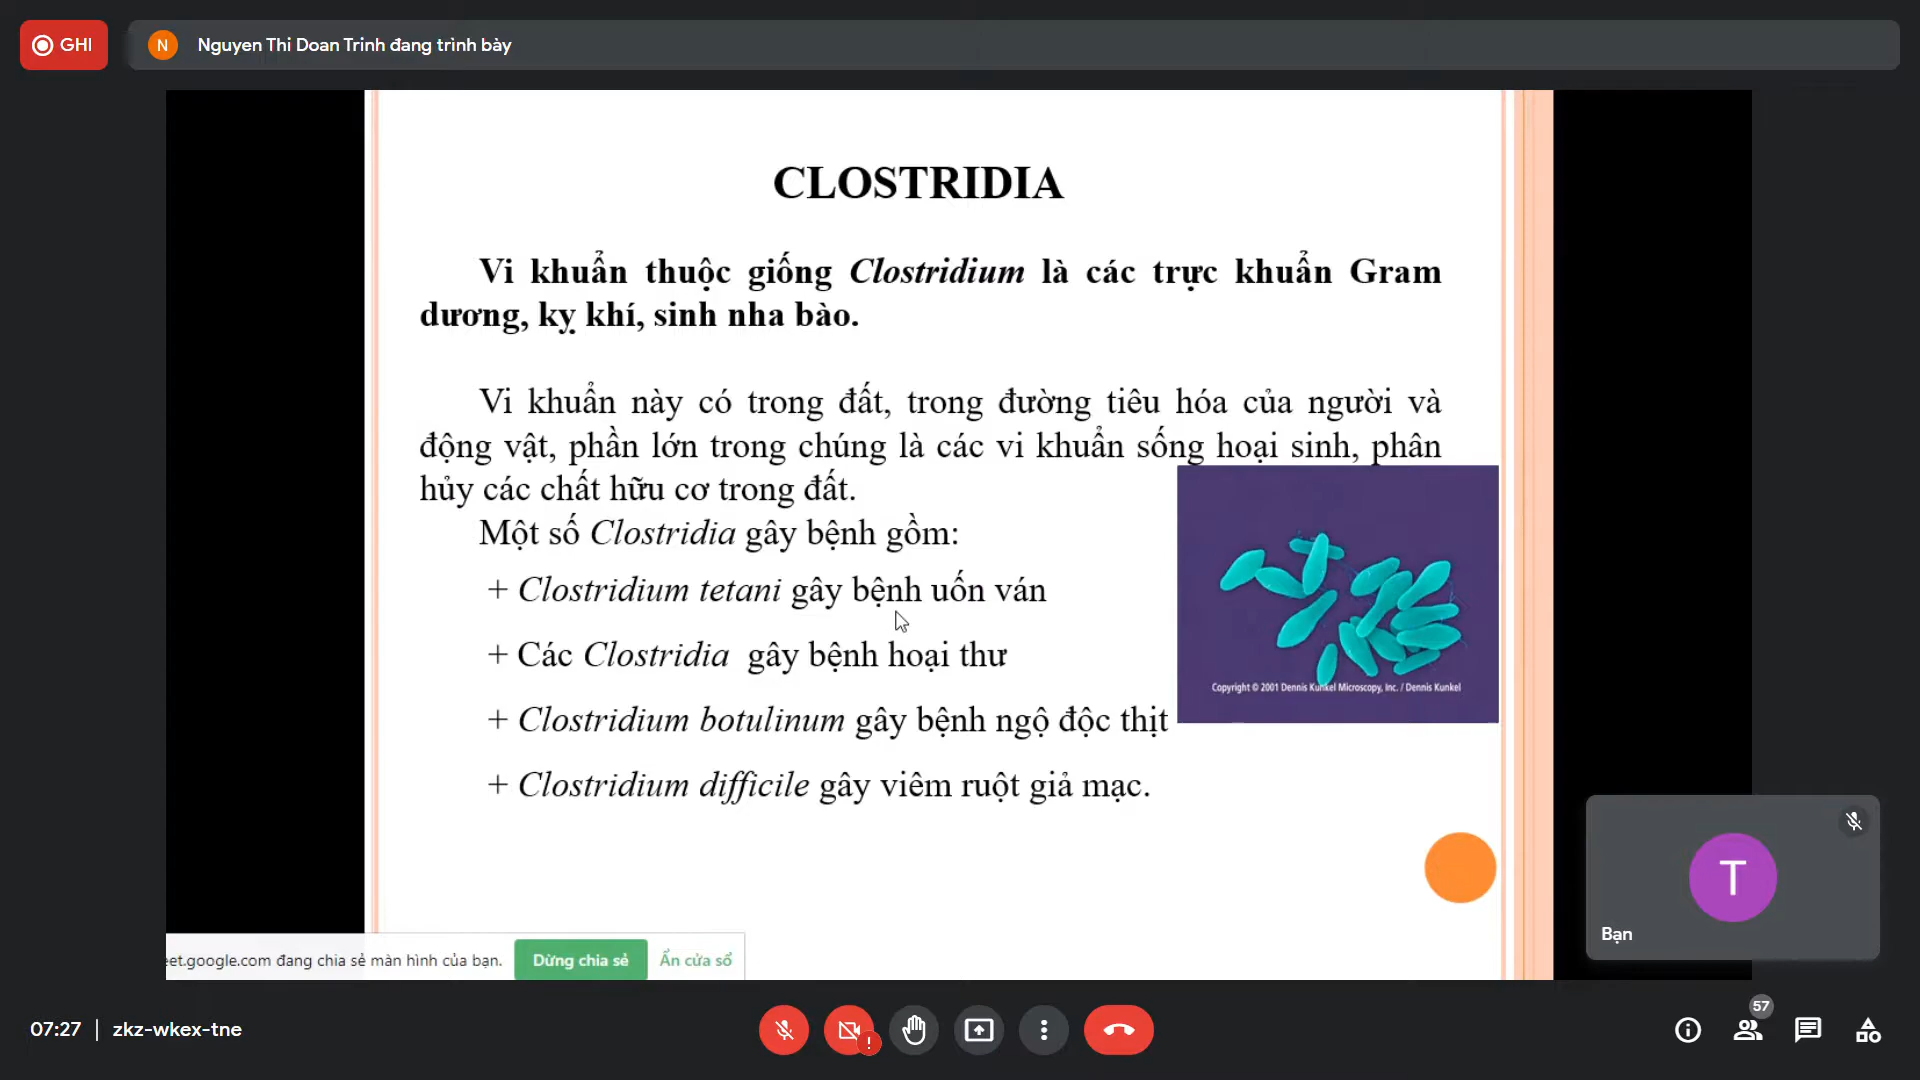 GHI
N
Nguyen Thi Doan Trinh đang trình bày
CLOSTRIDIA
Vi khuẩn thuộc giống Clostridium là các trực khuẩn Gram
dương, kỵ khí, sinh nha bào.
Vi khuẩn này có trong đất, trong đường tiêu hóa của người và
động vật, phần lớn trong chúng là các vi khuẩn sống hoại sinh, phân
hủy các chất hữu cơ trong đất.
Một số Clostridia gây bệnh gồm:
+ Clostridium tetani gây bệnh uốn ván
+ Các Clostridia gây bệnh hoại thư
+ Clostridium botulinum gây bệnh ngộ độc thịt
+ Clostridium difficile gây viêm ruột giả mạc.
Copyright © 2001 Dennis Kunkel Microscopy, Inc. / Dennis Kunkel
eet.google.com đang chia sẻ màn hình của bạn.
Dừng chia sẻ
Ẩn cửa sổ
T
Bạn
07:27 | zkz-wkex-tne
!
57